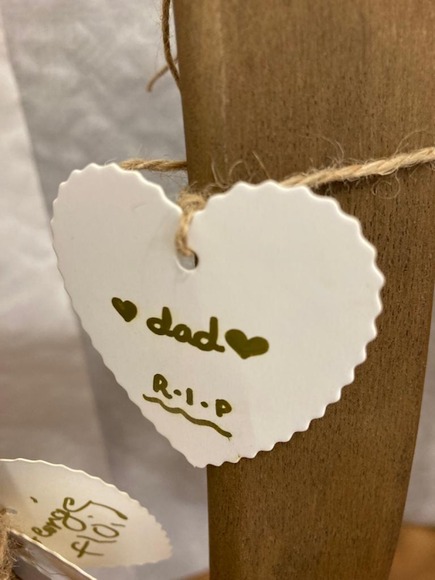 ♥ dad ♥
R.I.P